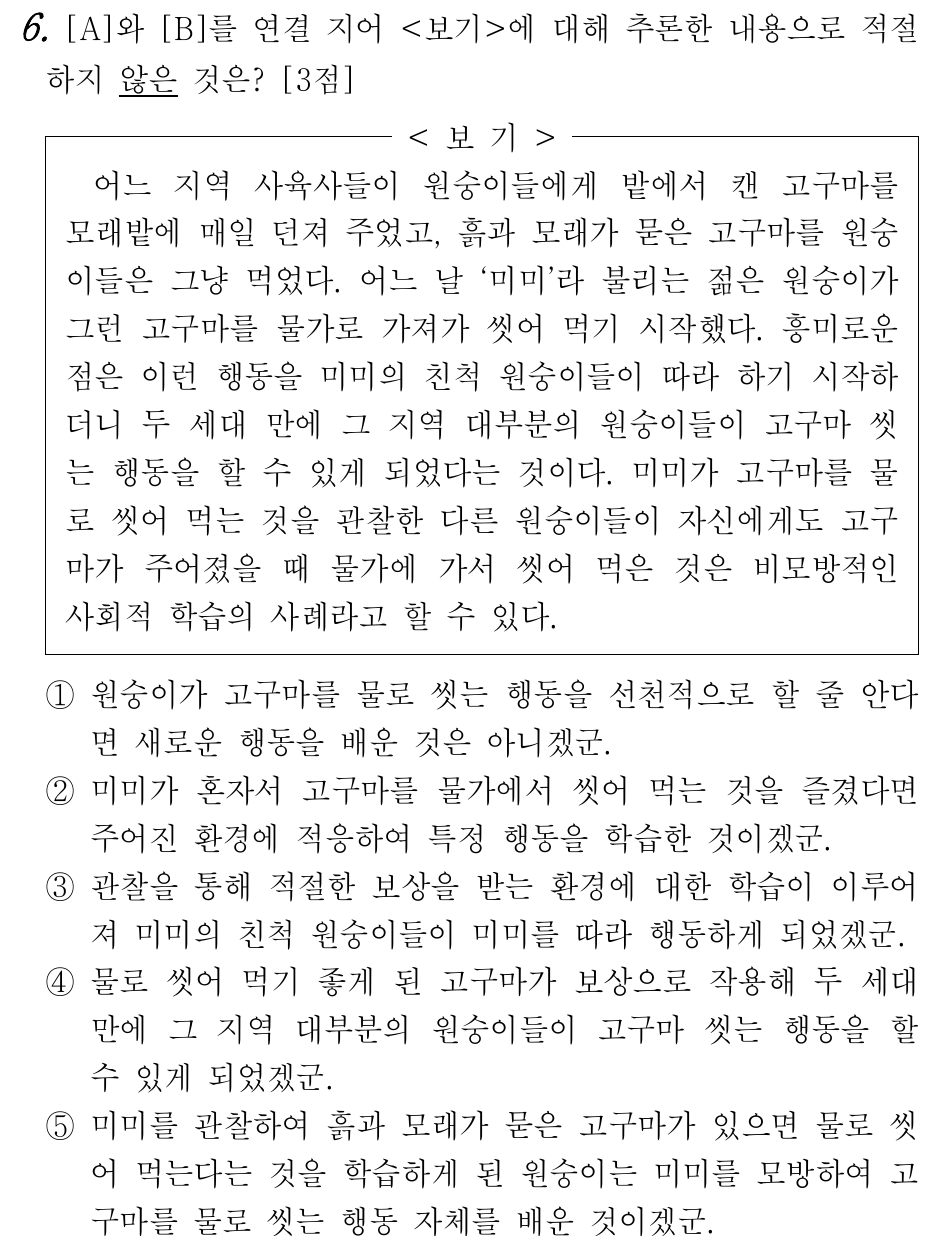 6. [A]와 [B]를 연결 지어 <보기>에 대해 추론한 내용으로 적절
하지 않은 것은? [3점]
< 보 기 >
어느 지역 사육사들이 원숭이들에게 밭에서 캔 고구마를
모래밭에 매일 던져 주었고, 흙과 모래가 묻은 고구마를 원숭
이들은 그냥 먹었다. 어느 날 ‘미미’라 불리는 젊은 원숭이가
그런 고구마를 물가로 가져가 씻어 먹기 시작했다. 흥미로운
점은 이런 행동을 미미의 친척 원숭이들이 따라 하기 시작하
더니 두 세대 만에 그 지역 대부분의 원숭이들이 고구마 씻
는 행동을 할 수 있게 되었다는 것이다. 미미가 고구마를 물
로 씻어 먹는 것을 관찰한 다른 원숭이들이 자신에게도 고구
마가 주어졌을 때 물가에 가서 씻어 먹은 것은 비모방적인
사회적 학습의 사례라고 할 수 있다.
① 원숭이가 고구마를 물로 씻는 행동을 선천적으로 할 줄 안다
면 새로운 행동을 배운 것은 아니겠군.
② 미미가 혼자서 고구마를 물가에서 씻어 먹는 것을 즐겼다면
주어진 환경에 적응하여 특정 행동을 학습한 것이겠군.
③ 관찰을 통해 적절한 보상을 받는 환경에 대한 학습이 이루어
져 미미의 친척 원숭이들이 미미를 따라 행동하게 되었겠군.
④ 물로 씻어 먹기 좋게 된 고구마가 보상으로 작용해 두 세대
만에 그 지역 대부분의 원숭이들이 고구마 씻는 행동을 할
수 있게 되었겠군.
⑤ 미미를 관찰하여 흙과 모래가 묻은 고구마가 있으면 물로 씻
어 먹는다는 것을 학습하게 된 원숭이는 미미를 모방하여 고
구마를 물로 씻는 행동 자체를 배운 것이겠군.